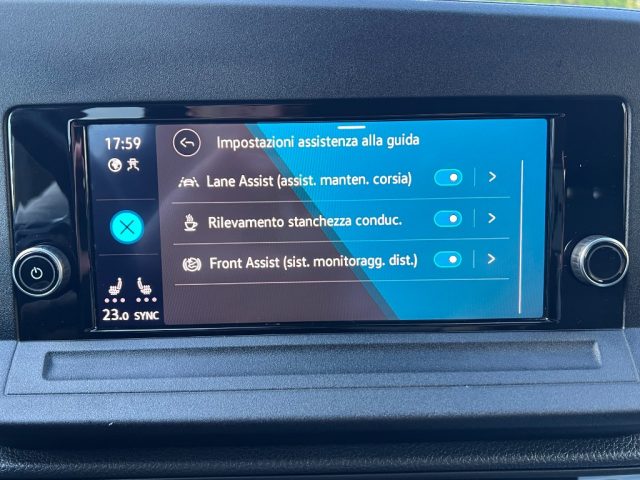 17:59
Impostazioni assistenza alla guida
Lane Assist (assist. manten. corsia)
Rilevamento stanchezza conduc.
Front Assist (sist. monitoragg. dist.)
23.0 SYNC